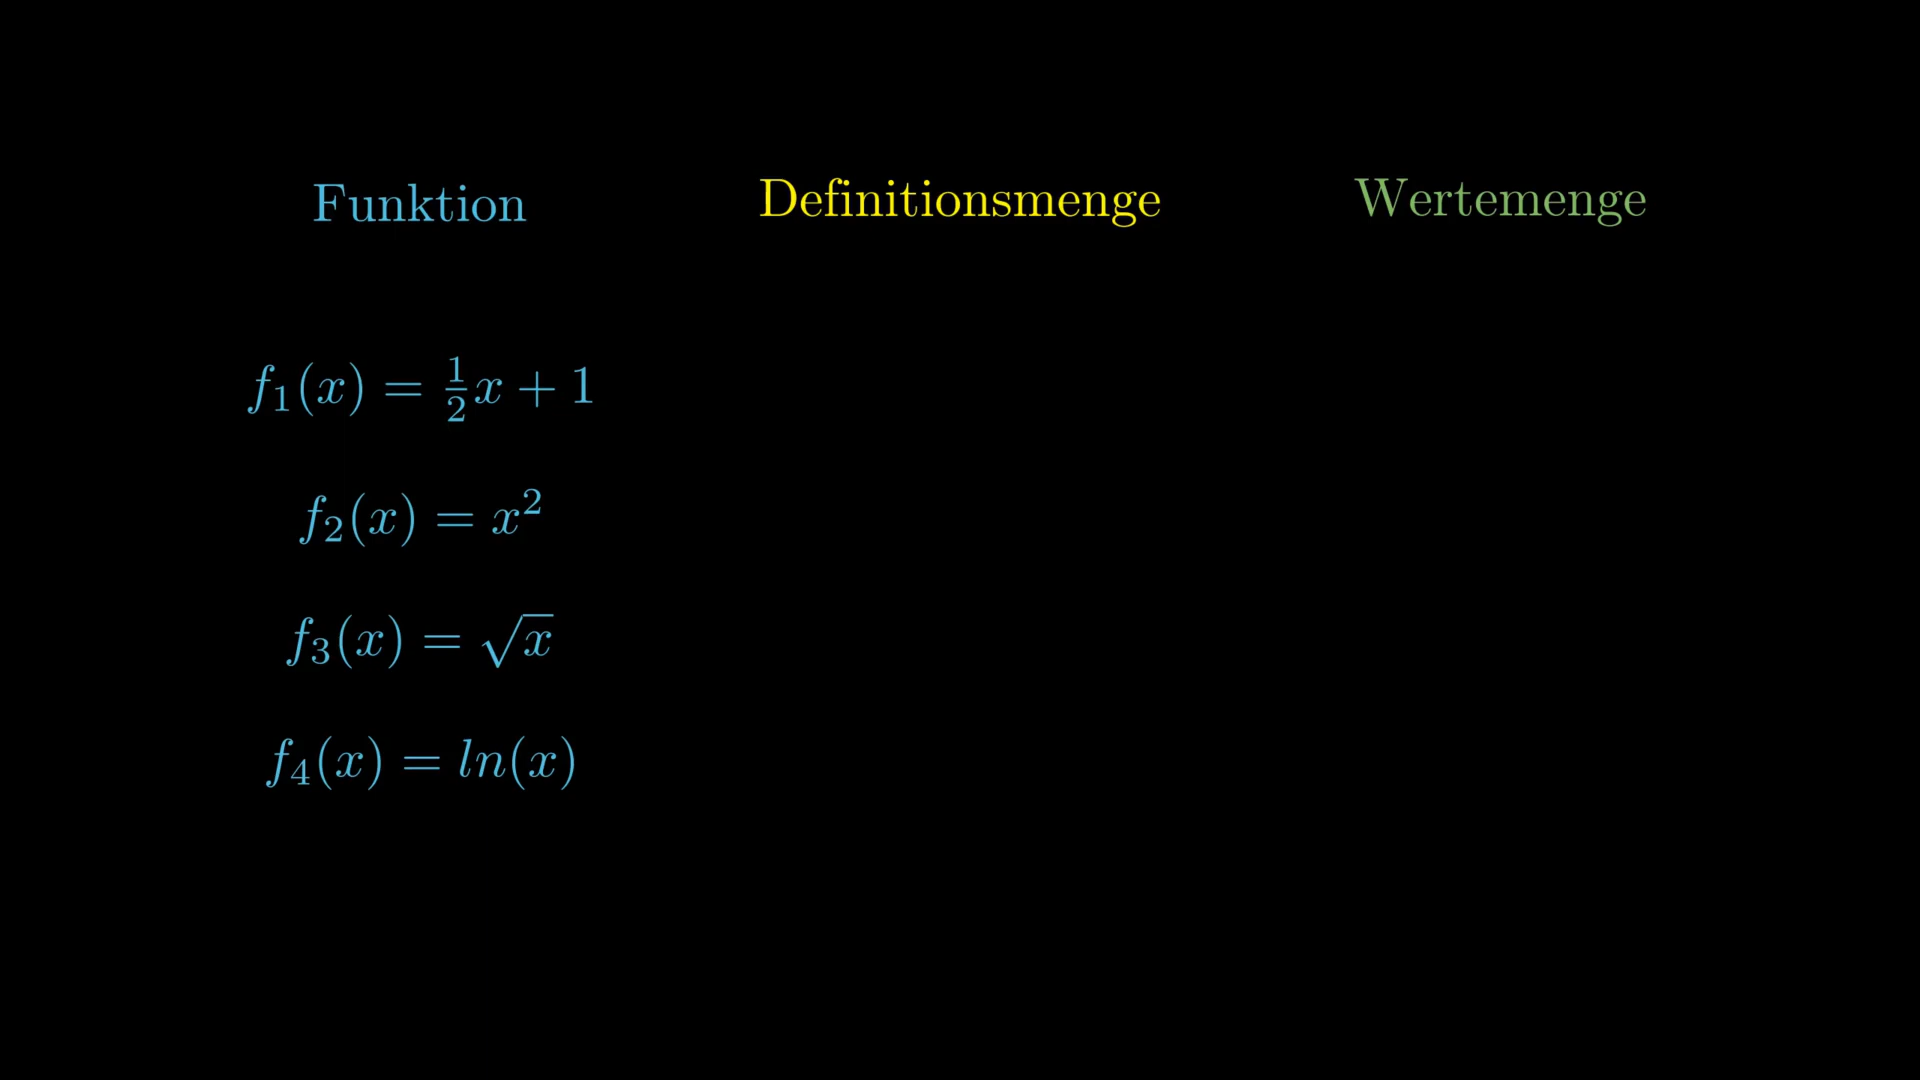 Funktion Definitionsmenge Wertemenge
f₁(x) = ½x + 1
f₂(x) = x²
f₃(x) = √x
f₄(x) = ln(x)